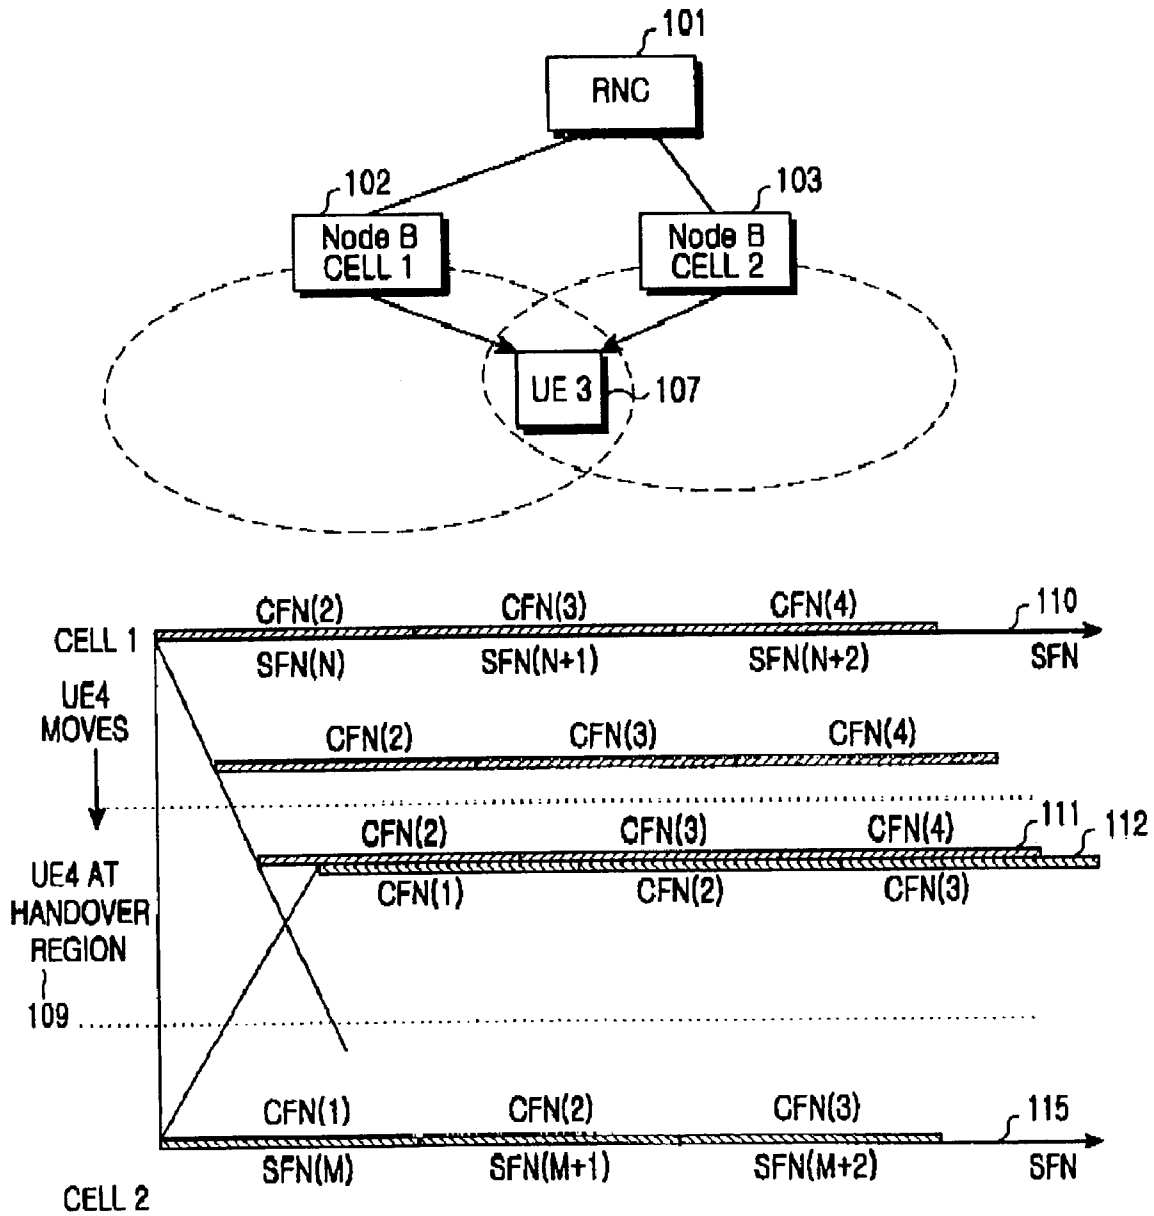 101
RNC
102
103
Node B
CELL 1
Node B
CELL 2
UE 3
107
CFN(2)
CFN(3)
CFN(4)
110
CELL 1
SFN(N)
SFN(N+1)
SFN(N+2)
SFN
UE4
MOVES
CFN(2)
CFN(3)
CFN(4)
CFN(2)
CFN(3)
CFN(4)
111
112
UE4 AT
HANDOVER
REGION
CFN(1)
CFN(2)
CFN(3)
109
CFN(1)
CFN(2)
CFN(3)
115
SFN(M)
SFN(M+1)
SFN(M+2)
SFN
CELL 2